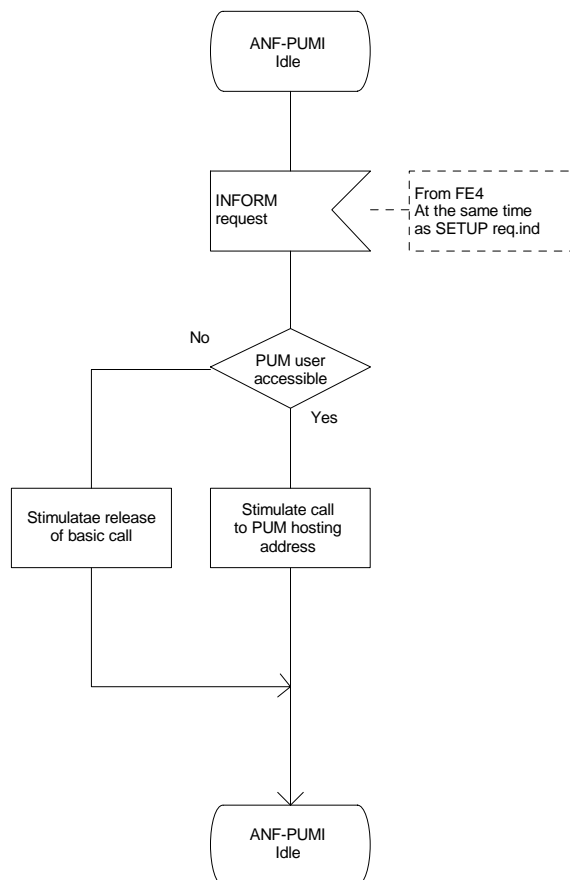 ANF-PUMI
Idle
INFORM
request
From FE4
At the same time
as SETUP req.ind
No
PUM user
accessible
Yes
Stimulatae release
of basic call
Stimulate call
to PUM hosting
address
ANF-PUMI
Idle